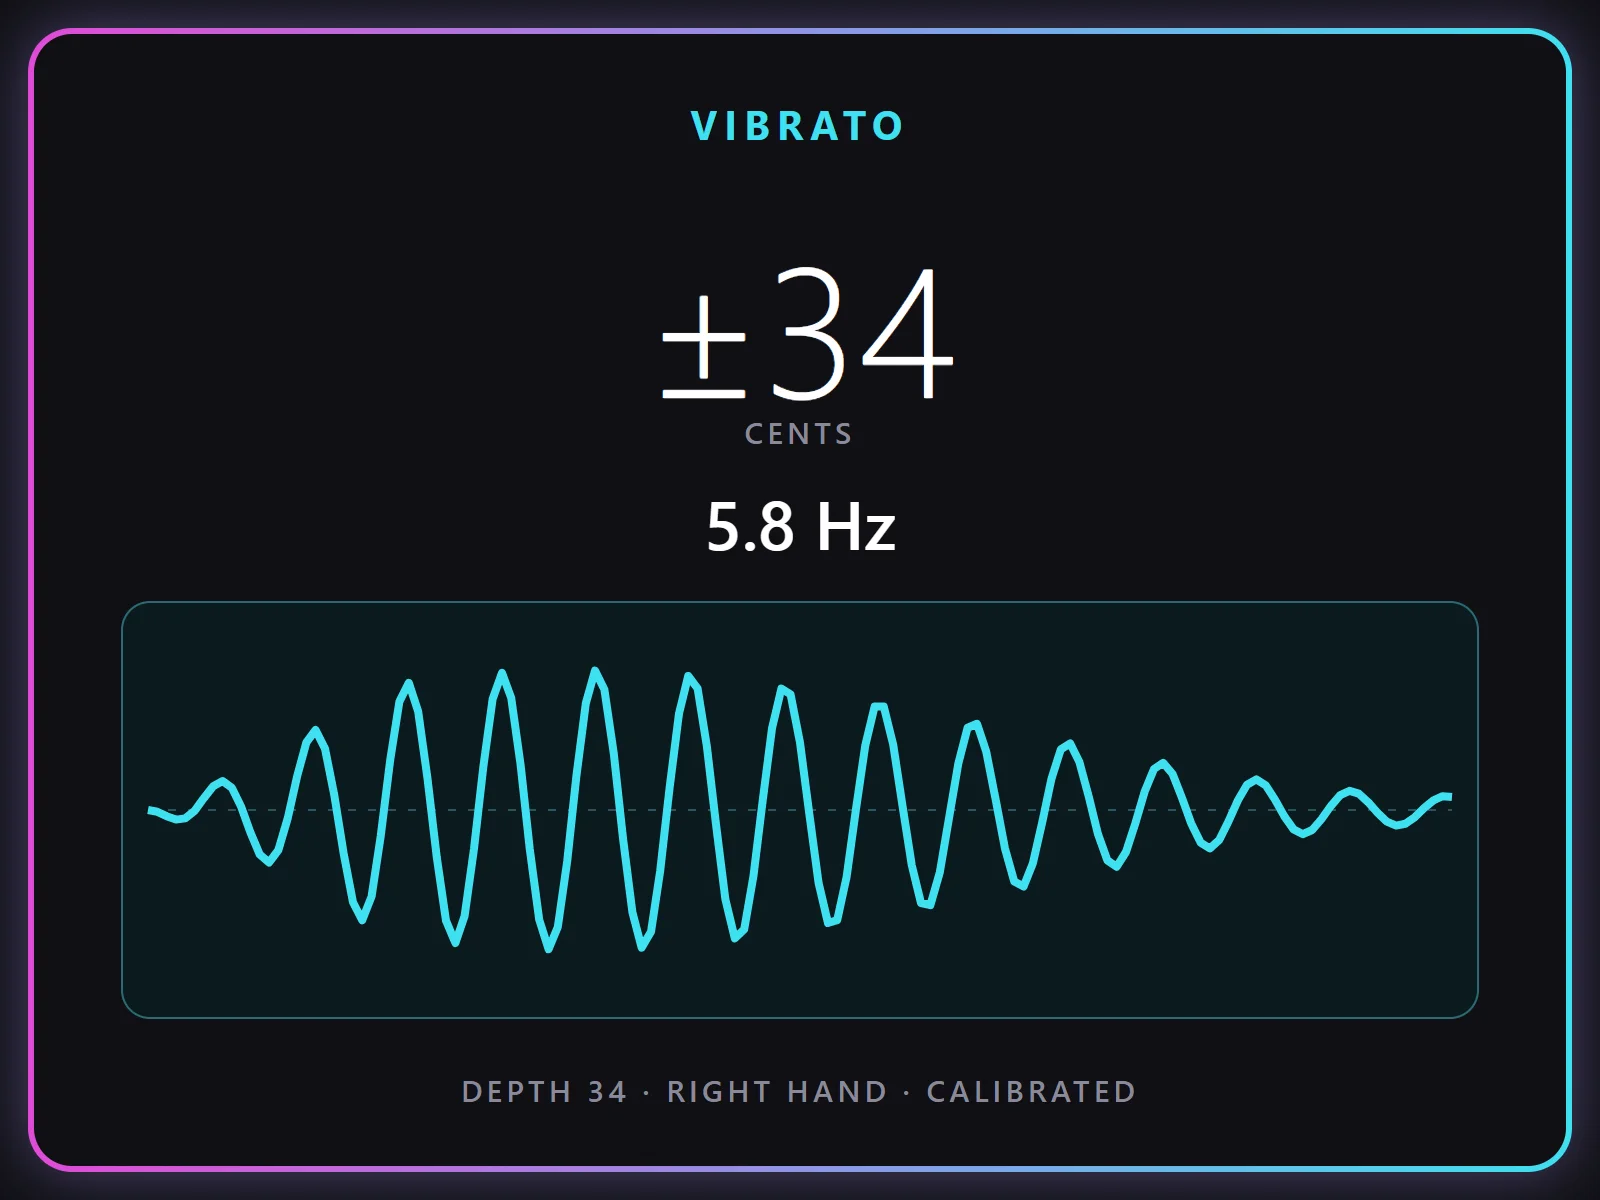 VIBRATO
±34
CENTS
5.8 Hz
DEPTH 34 · RIGHT HAND · CALIBRATED